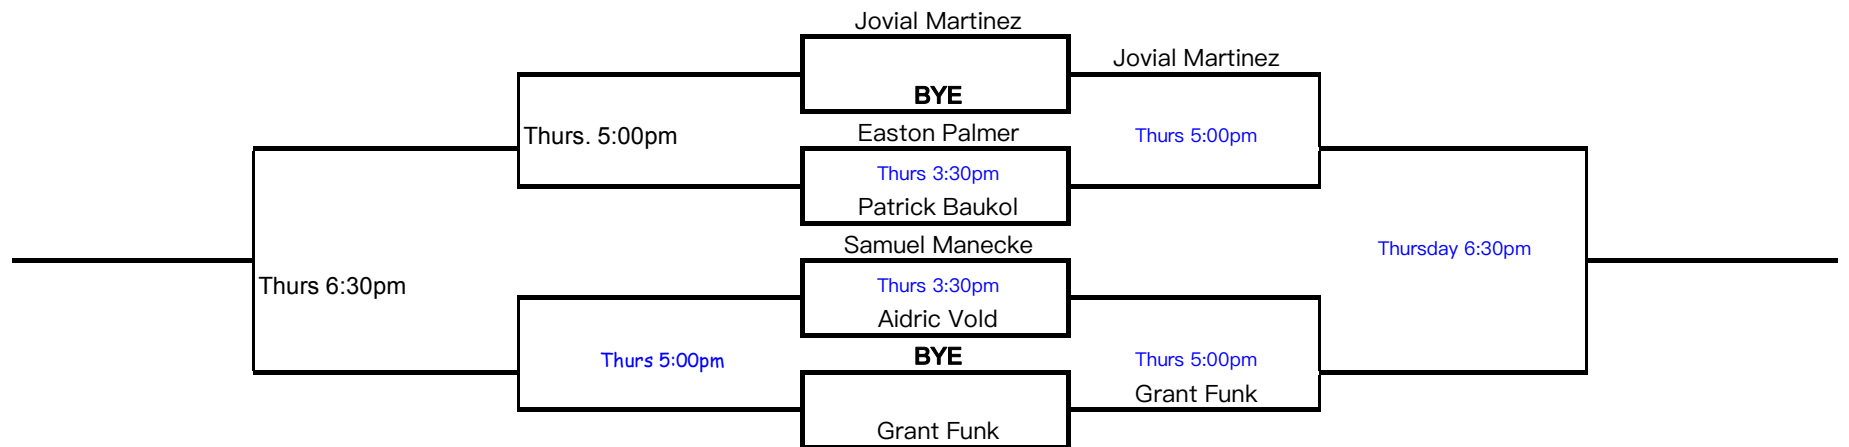 Jovial Martinez
Jovial Martinez
BYE
Thurs. 5:00pm
Easton Palmer
Thurs 5:00pm
Thurs 3:30pm
Patrick Baukol
Samuel Manecke
Thursday 6:30pm
Thurs 6:30pm
Thurs 3:30pm
Aidric Vold
Thurs 5:00pm
BYE
Thurs 5:00pm
Grant Funk
Grant Funk